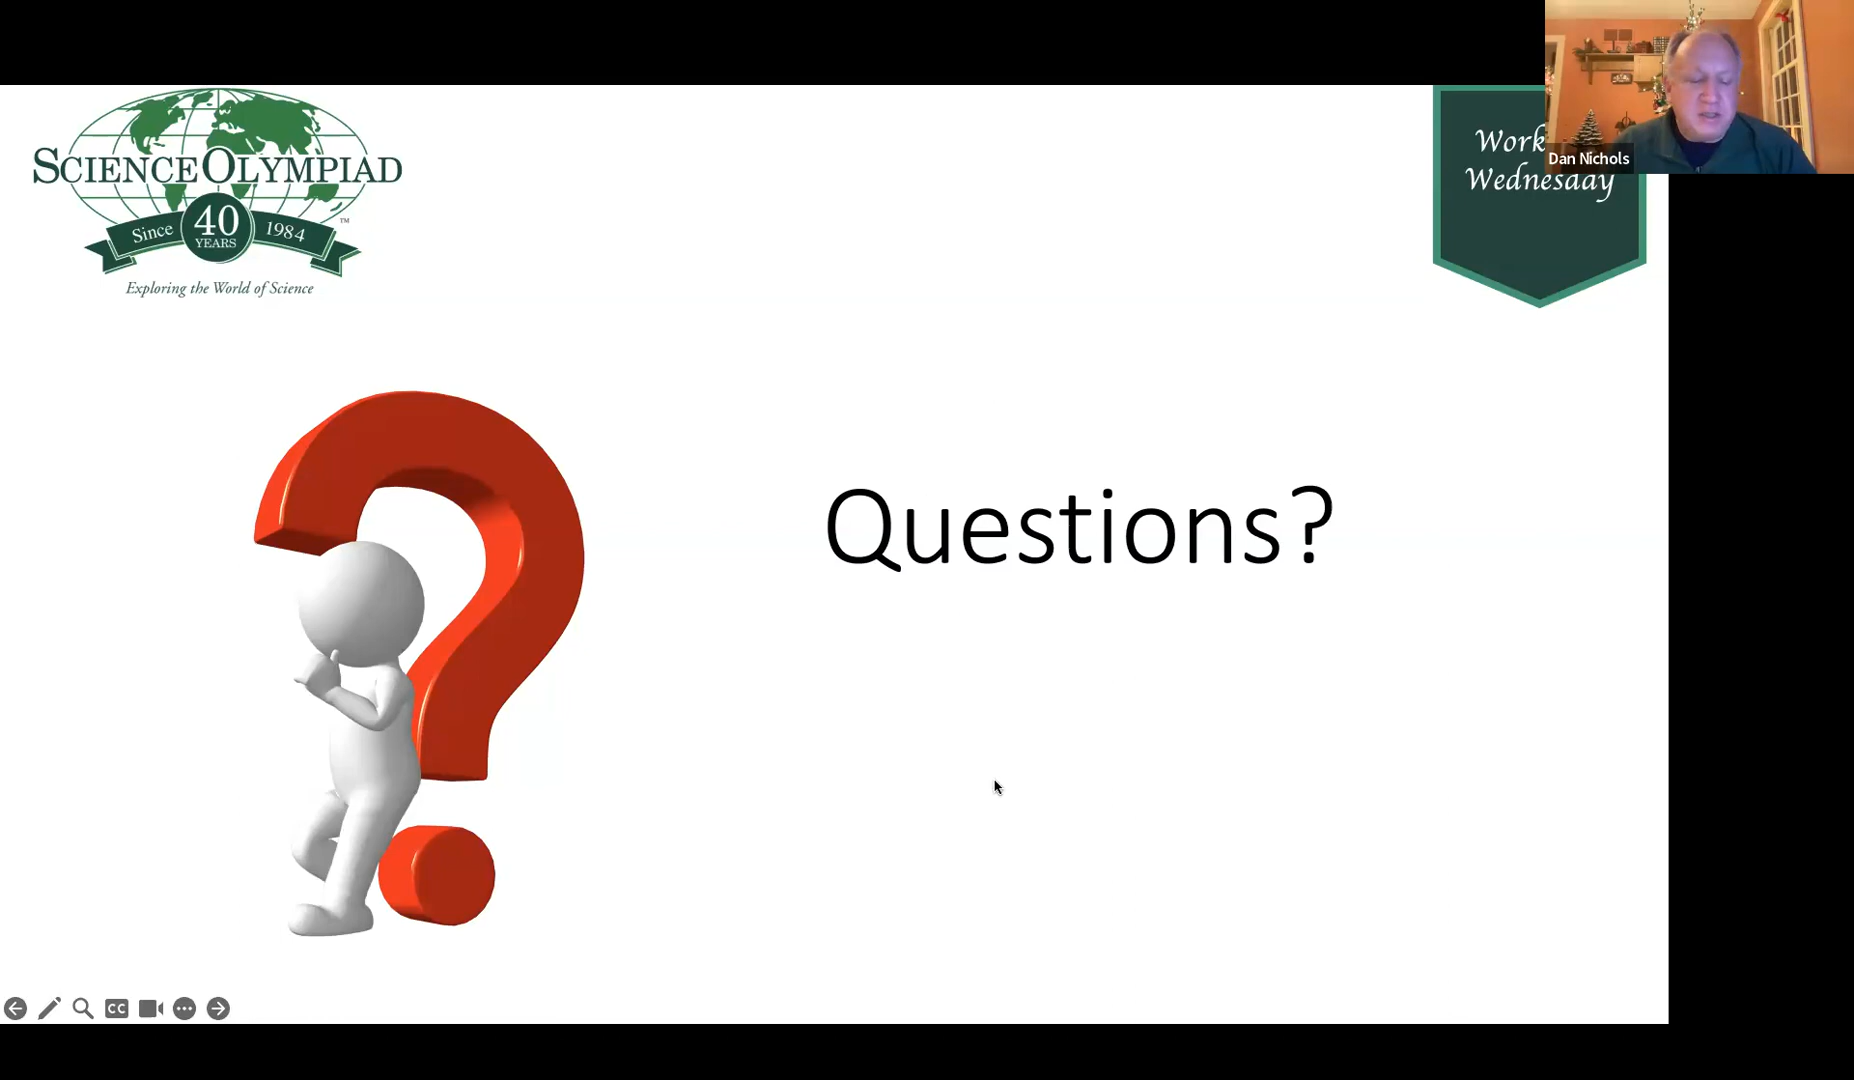 SCIENCE OLYMPIAD
Since 40 1984
YEARS
™
Exploring the World of Science
Work
Wednesday
Dan Nichols
Questions?
CC